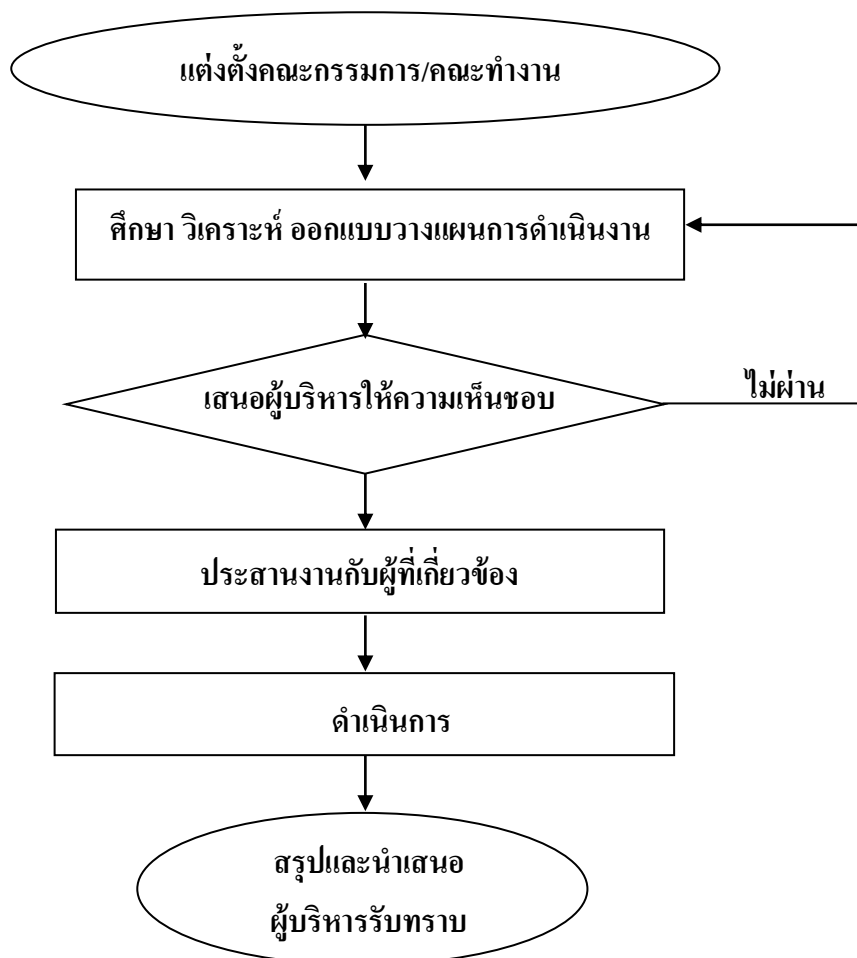 แต่งตั้งคณะกรรมการ/คณะทำงาน
ศึกษา วิเคราะห์ ออกแบบวางแผนการดำเนินงาน
เสนอผู้บริหารให้ความเห็นชอบ
ไม่ผ่าน
ประสานงานกับผู้ที่เกี่ยวข้อง
ดำเนินการ
สรุปและนำเสนอ
ผู้บริหารรับทราบ